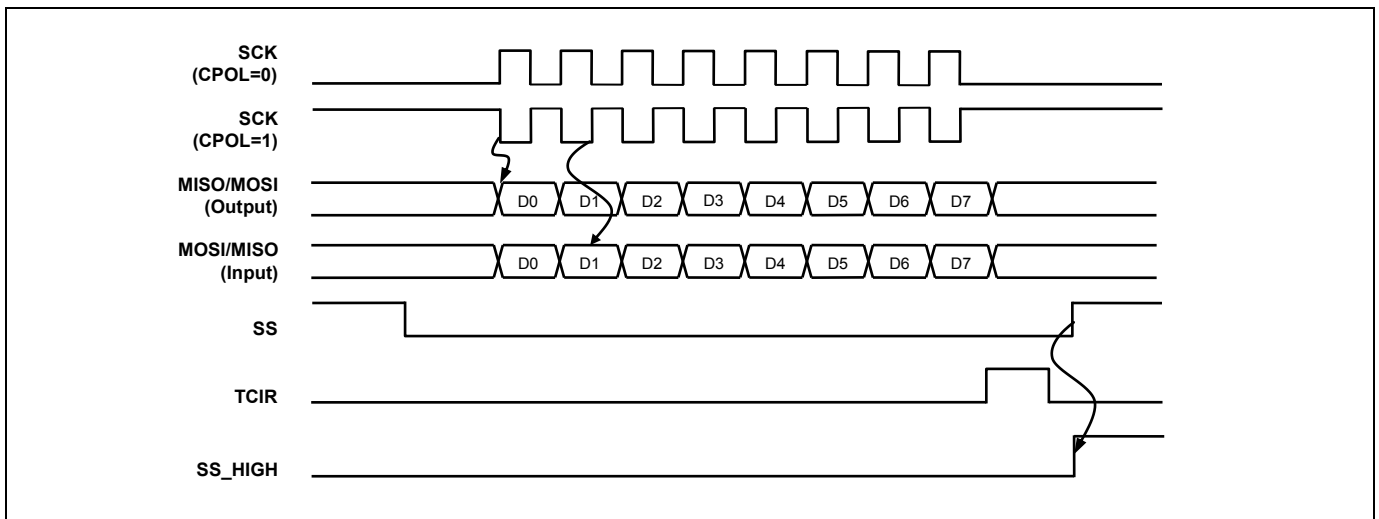 SCK
(CPOL=0)
SCK
(CPOL=1)
MISO/MOSI
(Output)
D0 D1 D2 D3 D4 D5 D6 D7
MOSI/MISO
(Input)
D0 D1 D2 D3 D4 D5 D6 D7
SS
TCIR
SS_HIGH